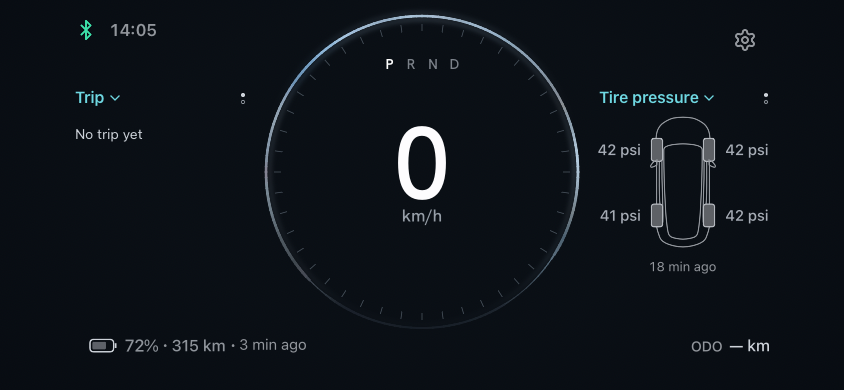 14:05
P R N D
Trip
No trip yet
0
km/h
Tire pressure
42 psi 42 psi
41 psi 42 psi
18 min ago
72% · 315 km · 3 min ago
ODO — km